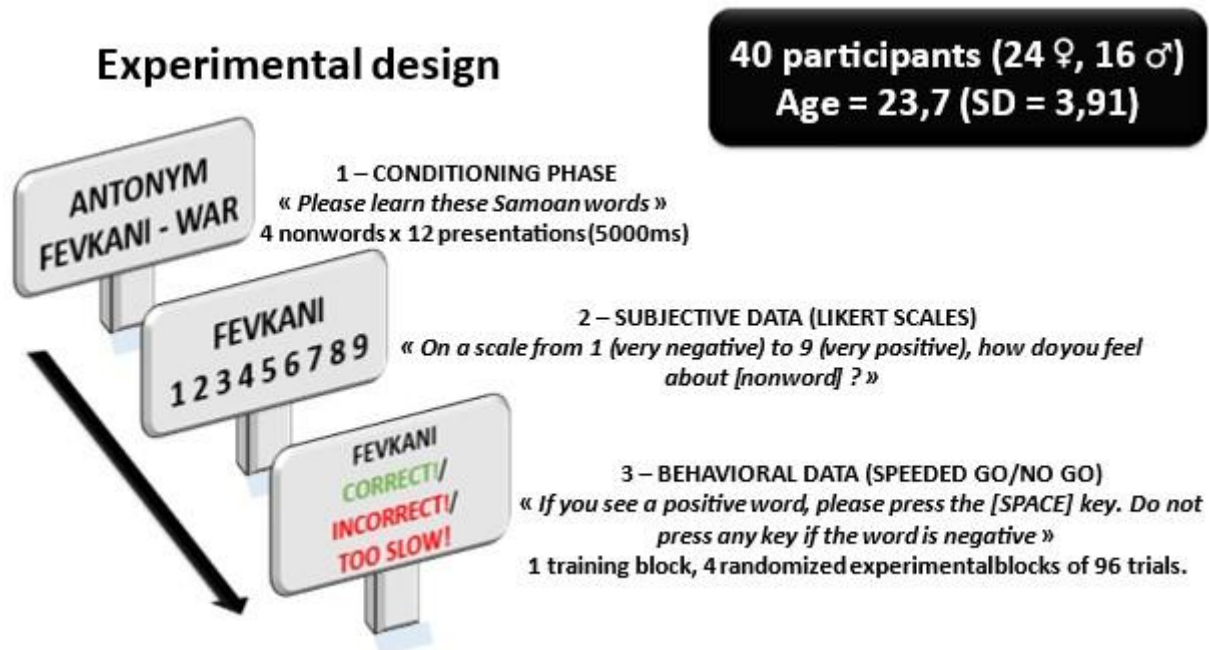 Experimental design
40 participants (24 ♀, 16 ♂)
Age = 23,7 (SD = 3,91)
ANTONYM
FEVKANI - WAR
1 – CONDITIONING PHASE
« Please learn these Samoan words »
4 nonwords x 12 presentations (5000ms)
FEVKANI
1 2 3 4 5 6 7 8 9
2 – SUBJECTIVE DATA (LIKERT SCALES)
« On a scale from 1 (very negative) to 9 (very positive), how do you feel
about [nonword] ? »
FEVKANI
CORRECT!/
INCORRECT!/
TOO SLOW!
3 – BEHAVIORAL DATA (SPEEDED GO/NO GO)
« If you see a positive word, please press the [SPACE] key. Do not
press any key if the word is negative »
1 training block, 4 randomized experimental blocks of 96 trials.